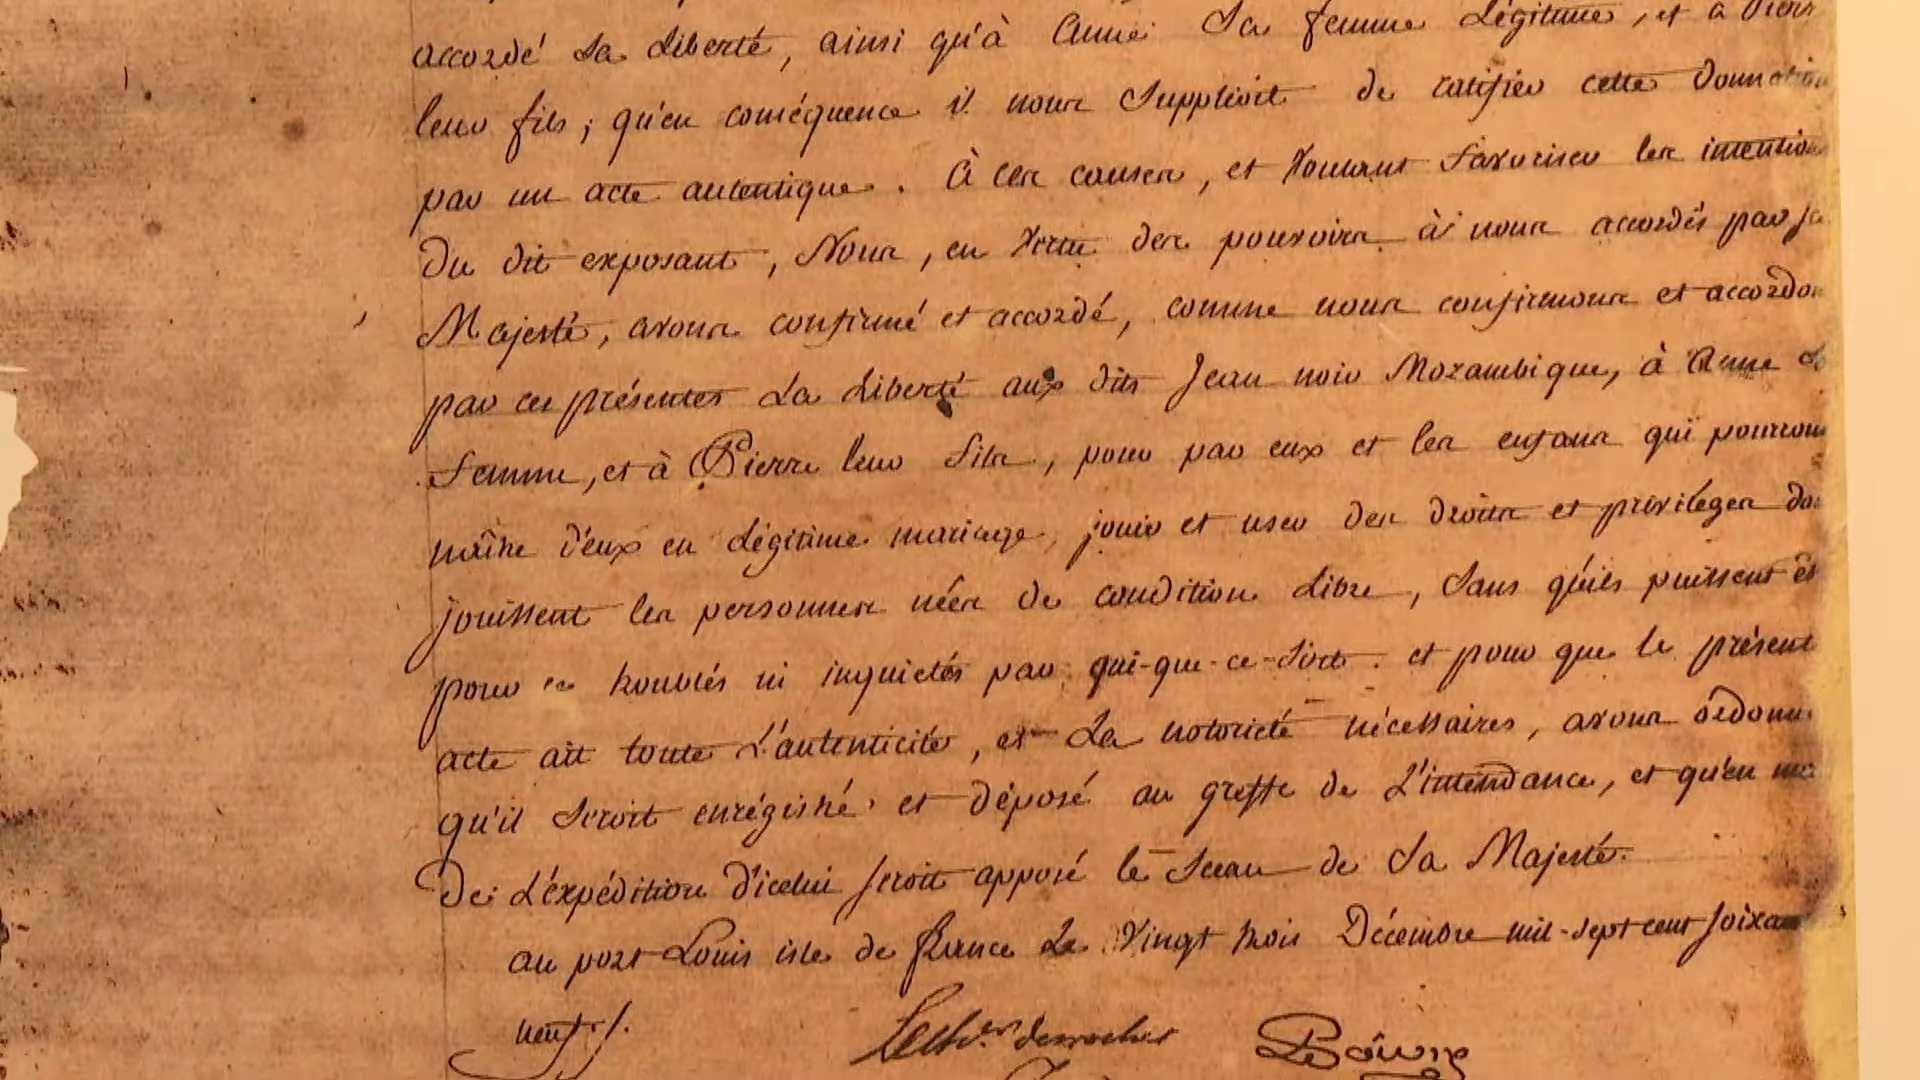 accordé la liberté, ainsi qu'à Anne sa femme légitime, et à
leur fils, qu'en conséquence il nous supplioit de ratifier cette donnation
par un acte autentique. à ces causes, et voulant favoriser les intentions
du dit exposant, Nous, en vertu des pouvoirs à nous accordés par sa
Majesté, avons confirmé et accordé, comme nous confirmons et accordons
par ces présentes la liberté aux dits Jean noir Mozambique, à Anne sa
femme, et à Pierre leur fils, pour par eux et les enfans qui pourront
naître d'eux en légitime mariage, jouir et user des droits et privileges dont
jouissent les personnes nées de condition libre, sans qu'ils puissent
pour ce troublés ni inquietés par qui-que-ce-soit. et pour que le présent
acte ait toute l'autenticité, et la notorieté nécessaires, avons ordonné
qu'il seroit enrégistré et déposé au greffe de l'intendance, et qu'en
de l'expédition d'icelui seroit apposé le sceau de sa Majesté.
au port Louis isle de france le vingt trois Décembre mil-sept cent soixante
neuf./.
Le ch.er desroches